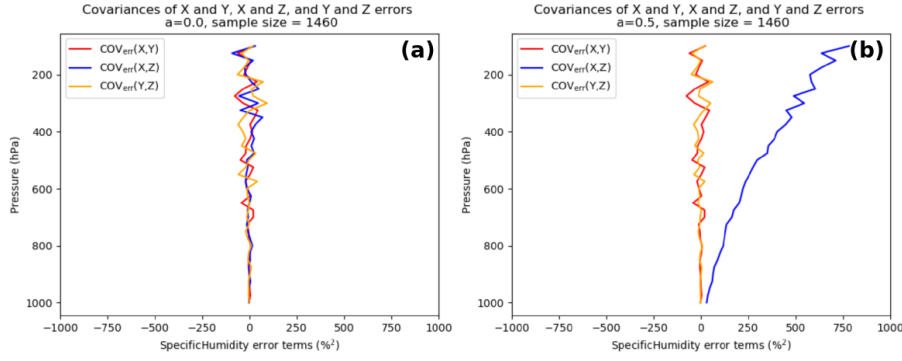 Covariances of X and Y, X and Z, and Y and Z errors
a=0.0, sample size = 1460
(a)
COVerr(X,Y)
COVerr(X,Z)
COVerr(Y,Z)
Pressure (hPa)
200
400
600
800
1000
−1000 −750 −500 −250 0 250 500 750 1000
SpecificHumidity error terms (%²)
Covariances of X and Y, X and Z, and Y and Z errors
a=0.5, sample size = 1460
(b)
COVerr(X,Y)
COVerr(X,Z)
COVerr(Y,Z)
Pressure (hPa)
200
400
600
800
1000
−1000 −750 −500 −250 0 250 500 750 1000
SpecificHumidity error terms (%²)